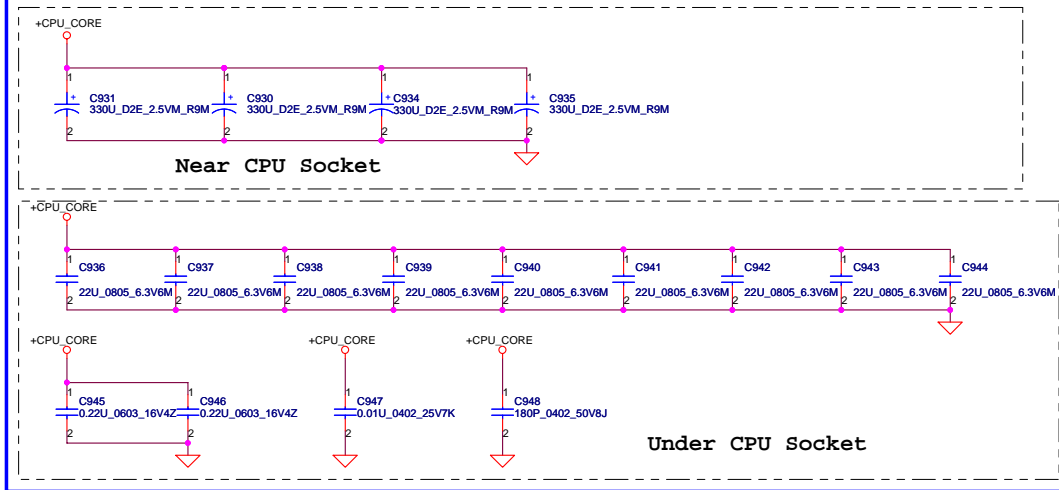 +CPU_CORE
1 1 1 1
C931 C930 C934 C935
330U_D2E_2.5VM_R9M 330U_D2E_2.5VM_R9M 330U_D2E_2.5VM_R9M 330U_D2E_2.5VM_R9M
2 2 2 2
Near CPU Socket
+CPU_CORE
1 1 1 1 1 1 1 1 1
C936 C937 C938 C939 C940 C941 C942 C943 C944
22U_0805_6.3V6M 22U_0805_6.3V6M 22U_0805_6.3V6M 22U_0805_6.3V6M 22U_0805_6.3V6M 22U_0805_6.3V6M 22U_0805_6.3V6M 22U_0805_6.3V6M 22U_0805_6.3V6M
2 2 2 2 2 2 2 2 2
+CPU_CORE +CPU_CORE +CPU_CORE
1 1 1 1
C945 C946 C947 C948
0.22U_0603_16V4Z 0.22U_0603_16V4Z 0.01U_0402_25V7K 180P_0402_50V8J
2 2 2 2
Under CPU Socket